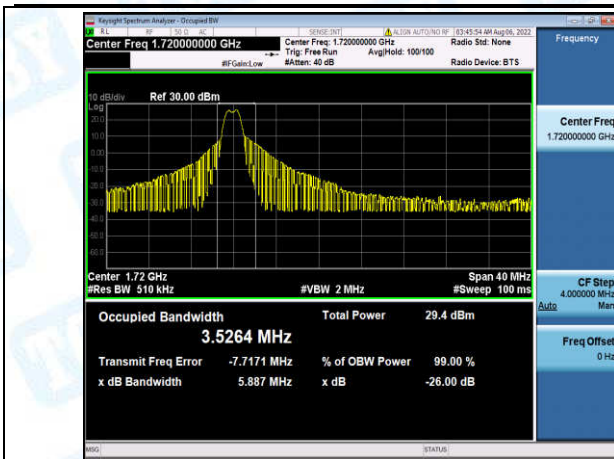 Keysight Spectrum Analyzer - Occupied BW
RL RF 50 Ω AC SENSE:INT ALIGN AUTO/NO RF 03:45:54 AM Aug 06, 2022
Center Freq 1.720000000 GHz
Center Freq: 1.720000000 GHz
Radio Std: None
Trig: Free Run Avg|Hold: 100/100
#IFGain:Low
#Atten: 40 dB
Radio Device: BTS
Frequency
10 dB/div Ref 30.00 dBm
Log
20.0
10.0
0.00
-10.0
-20.0
-30.0
-40.0
-50.0
-60.0
Center Freq
1.720000000 GHz
Center 1.72 GHz
Span 40 MHz
#Res BW 510 kHz
#VBW 2 MHz
#Sweep 100 ms
CF Step
4.000000 MHz
Auto Man
Occupied Bandwidth
3.5264 MHz
Total Power 29.4 dBm
Transmit Freq Error -7.7171 MHz
% of OBW Power 99.00 %
x dB Bandwidth 5.887 MHz
x dB -26.00 dB
Freq Offset
0 Hz
MSG
STATUS